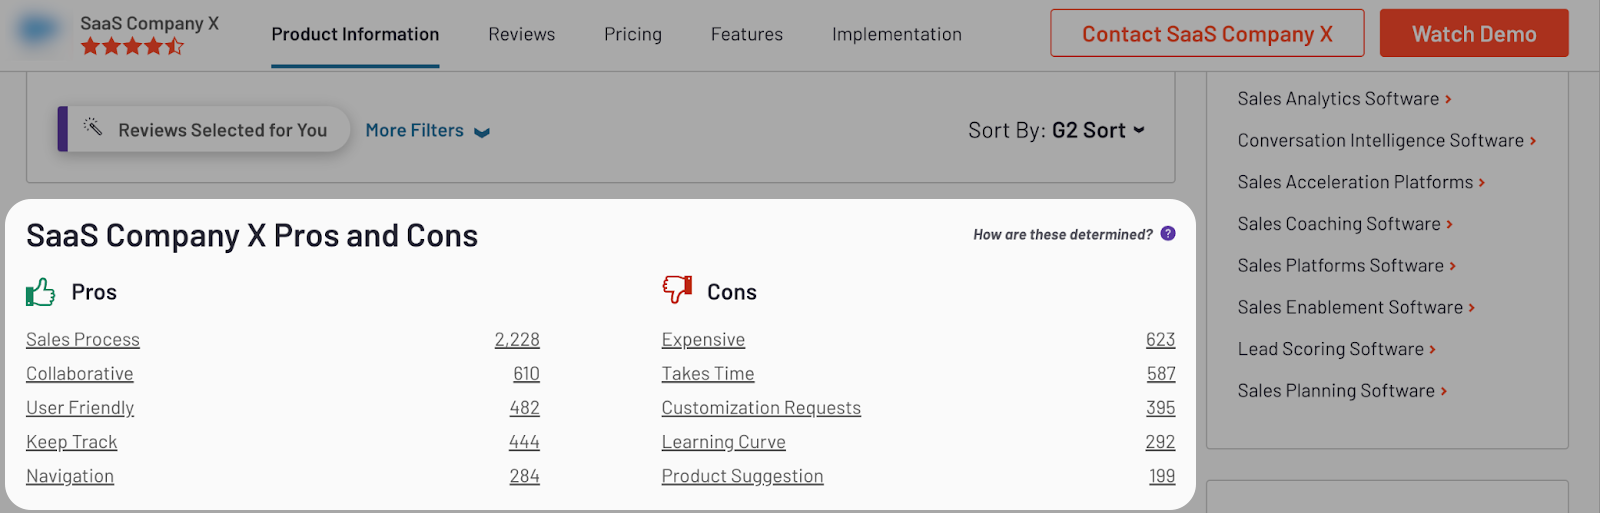 SaaS Company X
Product Information
Reviews
Pricing
Features
Implementation
Contact SaaS Company X
Watch Demo
Reviews Selected for You
More Filters
Sort By: G2 Sort
Sales Analytics Software
Conversation Intelligence Software
Sales Acceleration Platforms
Sales Coaching Software
Sales Platforms Software
Sales Enablement Software
Lead Scoring Software
Sales Planning Software
SaaS Company X Pros and Cons
How are these determined? ?
Pros
Sales Process 2,228
Collaborative 610
User Friendly 482
Keep Track 444
Navigation 284
Cons
Expensive 623
Takes Time 587
Customization Requests 395
Learning Curve 292
Product Suggestion 199